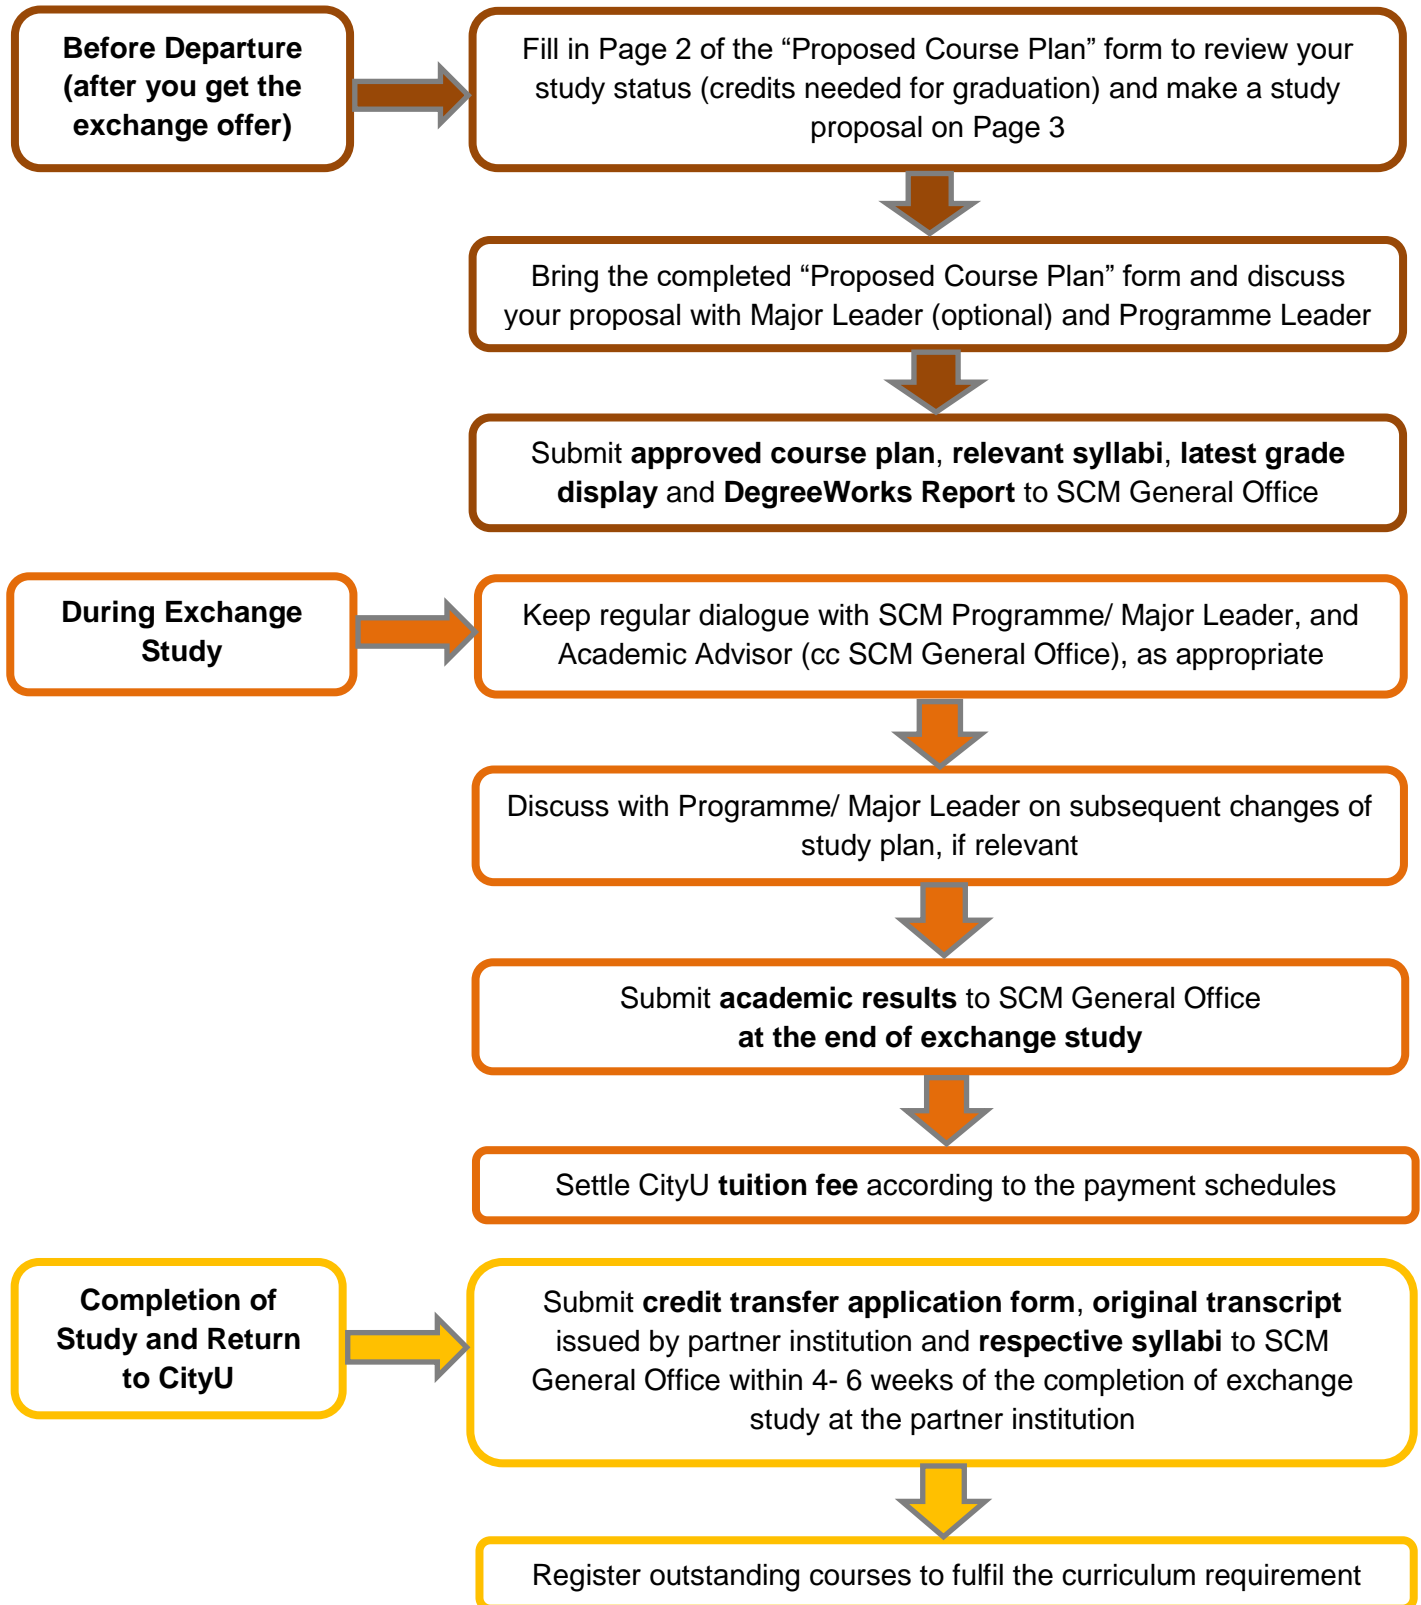 Before Departure
(after you get the
exchange offer)
Fill in Page 2 of the “Proposed Course Plan” form to review your
study status (credits needed for graduation) and make a study
proposal on Page 3
Bring the completed “Proposed Course Plan” form and discuss
your proposal with Major Leader (optional) and Programme Leader
Submit approved course plan, relevant syllabi, latest grade
display and DegreeWorks Report to SCM General Office
During Exchange
Study
Keep regular dialogue with SCM Programme/ Major Leader, and
Academic Advisor (cc SCM General Office), as appropriate
Discuss with Programme/ Major Leader on subsequent changes of
study plan, if relevant
Submit academic results to SCM General Office
at the end of exchange study
Settle CityU tuition fee according to the payment schedules
Completion of
Study and Return
to CityU
Submit credit transfer application form, original transcript
issued by partner institution and respective syllabi to SCM
General Office within 4- 6 weeks of the completion of exchange
study at the partner institution
Register outstanding courses to fulfil the curriculum requirement